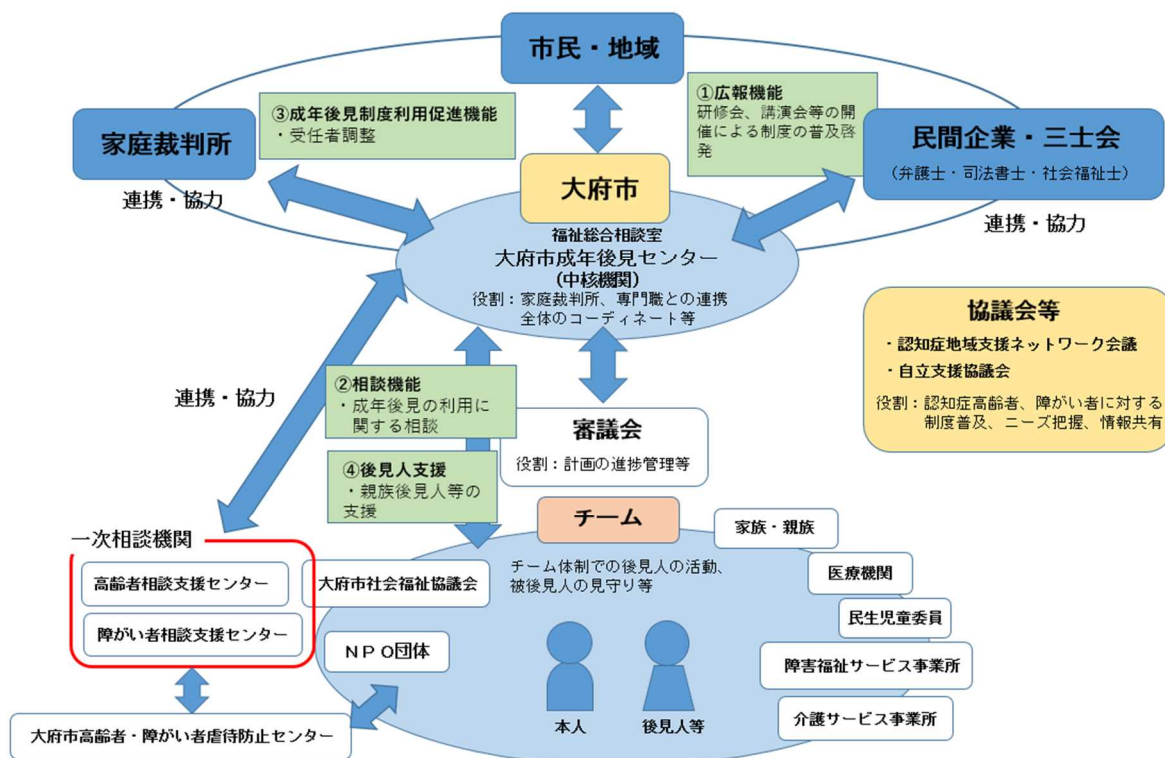 市民・地域
③成年後見制度利用促進機能
・受任者調整
①広報機能
研修会、講演会等の開
催による制度の普及啓
発
家庭裁判所
連携・協力
民間企業・三士会
（弁護士・司法書士・社会福祉士）
連携・協力
大府市
福祉総合相談室
大府市成年後見センター
（中核機関）
役割：家庭裁判所、専門職との連携
全体のコーディネート等
協議会等
・認知症地域支援ネットワーク会議
・自立支援協議会
役割：認知症高齢者、障がい者に対する
制度普及、ニーズ把握、情報共有
連携・協力
②相談機能
・成年後見の利用に
関する相談
審議会
役割：計画の進捗管理等
④後見人支援
・親族後見人等の
支援
チーム
チーム体制での後見人の活動、
被後見人の見守り等
一次相談機関
高齢者相談支援センター
障がい者相談支援センター
大府市社会福祉協議会
ＮＰＯ団体
大府市高齢者・障がい者虐待防止センター
本人
後見人等
家族・親族
医療機関
民生児童委員
障害福祉サービス事業所
介護サービス事業所